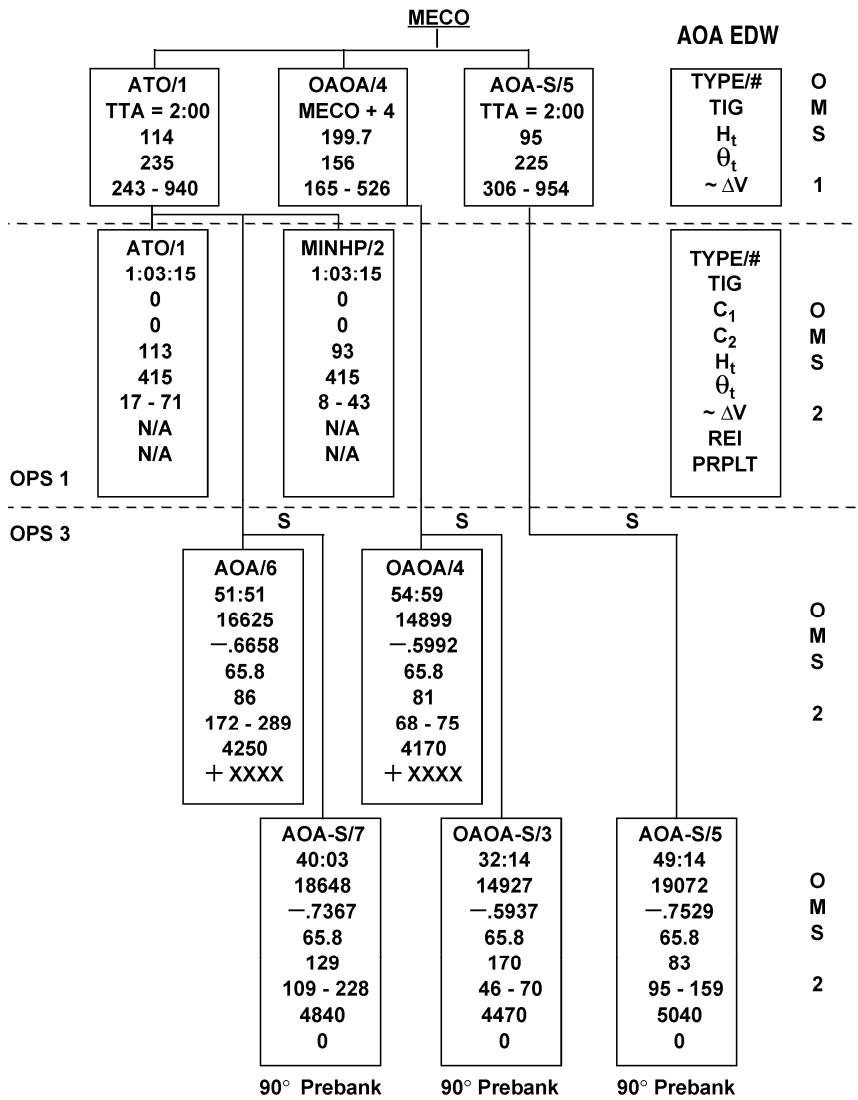 MECO
AOA EDW
ATO/1
TTA = 2:00
114
235
243 - 940
OAOA/4
MECO + 4
199.7
156
165 - 526
AOA-S/5
TTA = 2:00
95
225
306 - 954
TYPE/#
TIG
Ht
θt
~ ΔV
O
M
S
1
ATO/1
1:03:15
0
0
113
415
17 - 71
N/A
N/A
MINHP/2
1:03:15
0
0
93
415
8 - 43
N/A
N/A
TYPE/#
TIG
C1
C2
Ht
θt
~ ΔV
REI
PRPLT
O
M
S
2
OPS 1
OPS 3
S
S
S
AOA/6
51:51
16625
—.6658
65.8
86
172 - 289
4250
+ XXXX
OAOA/4
54:59
14899
—.5992
65.8
81
68 - 75
4170
+ XXXX
O
M
S
2
AOA-S/7
40:03
18648
—.7367
65.8
129
109 - 228
4840
0
OAOA-S/3
32:14
14927
—.5937
65.8
170
46 - 70
4470
0
AOA-S/5
49:14
19072
—.7529
65.8
83
95 - 159
5040
0
O
M
S
2
90° Prebank
90° Prebank
90° Prebank